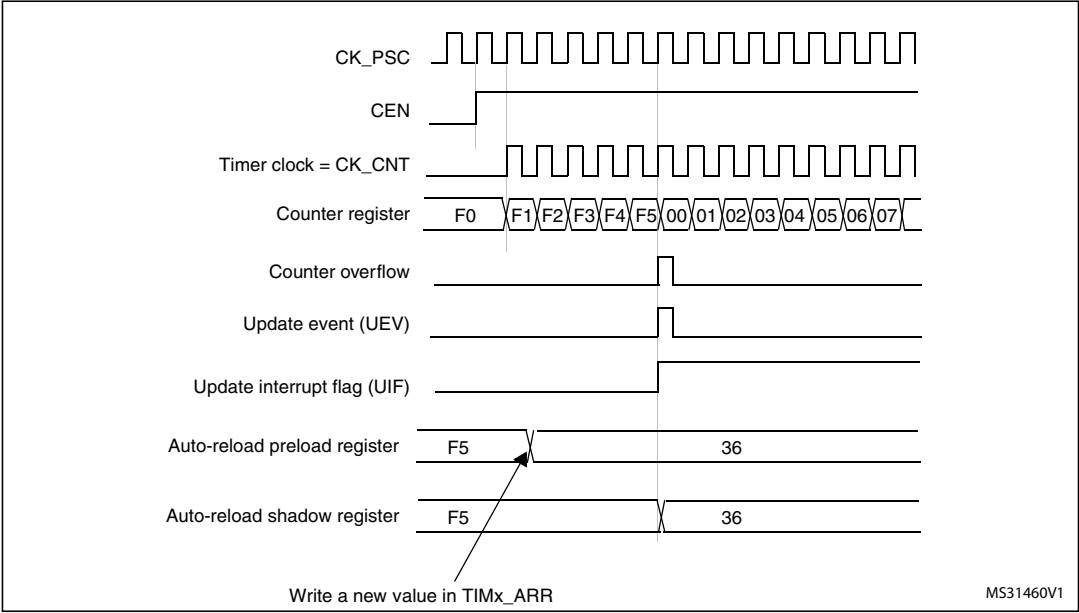 CK_PSC
CEN
Timer clock = CK_CNT
Counter register F0 F1 F2 F3 F4 F5 00 01 02 03 04 05 06 07
Counter overflow
Update event (UEV)
Update interrupt flag (UIF)
Auto-reload preload register F5 36
Auto-reload shadow register F5 36
Write a new value in TIMx_ARR
MS31460V1